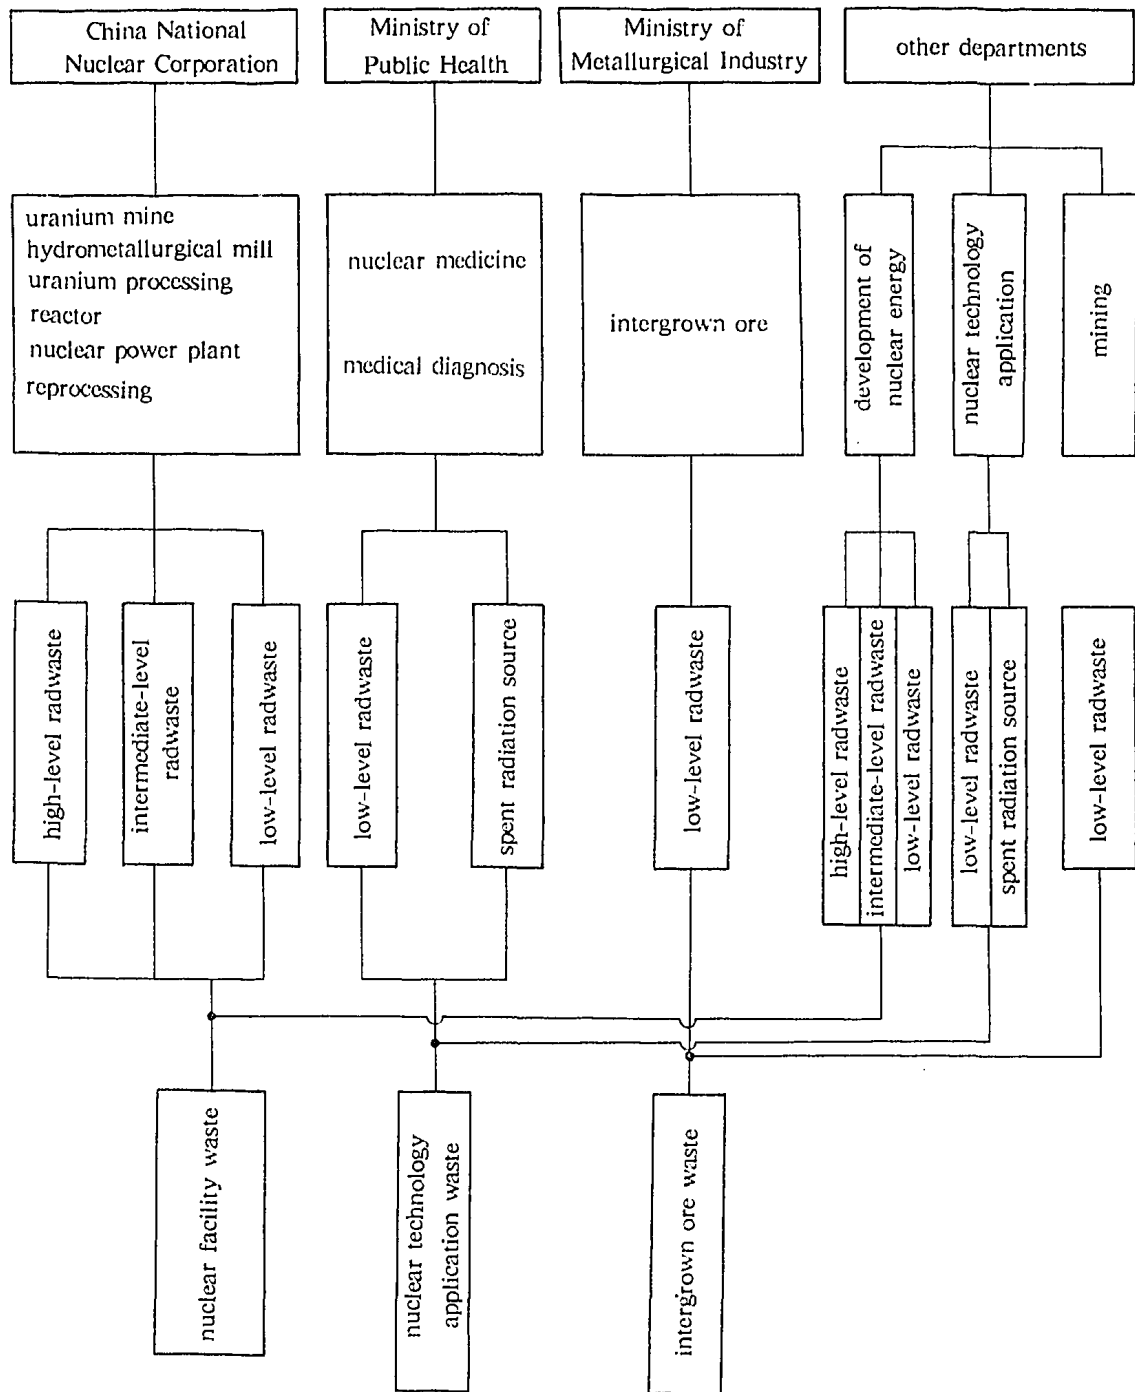 China National
Nuclear Corporation
Ministry of
Public Health
Ministry of
Metallurgical Industry
other departments
uranium mine
hydrometallurgical mill
uranium processing
reactor
nuclear power plant
reprocessing
nuclear medicine
medical diagnosis
intergrown ore
development of
nuclear energy
nuclear technology
application
mining
high-level radwaste
intermediate-level
radwaste
low-level radwaste
low-level radwaste
spent radiation source
low-level radwaste
high-level radwaste
intermediate-level radwaste
low-level radwaste
low-level radwaste
spent radiation source
low-level radwaste
nuclear facility waste
nuclear technology
application waste
intergrown ore waste